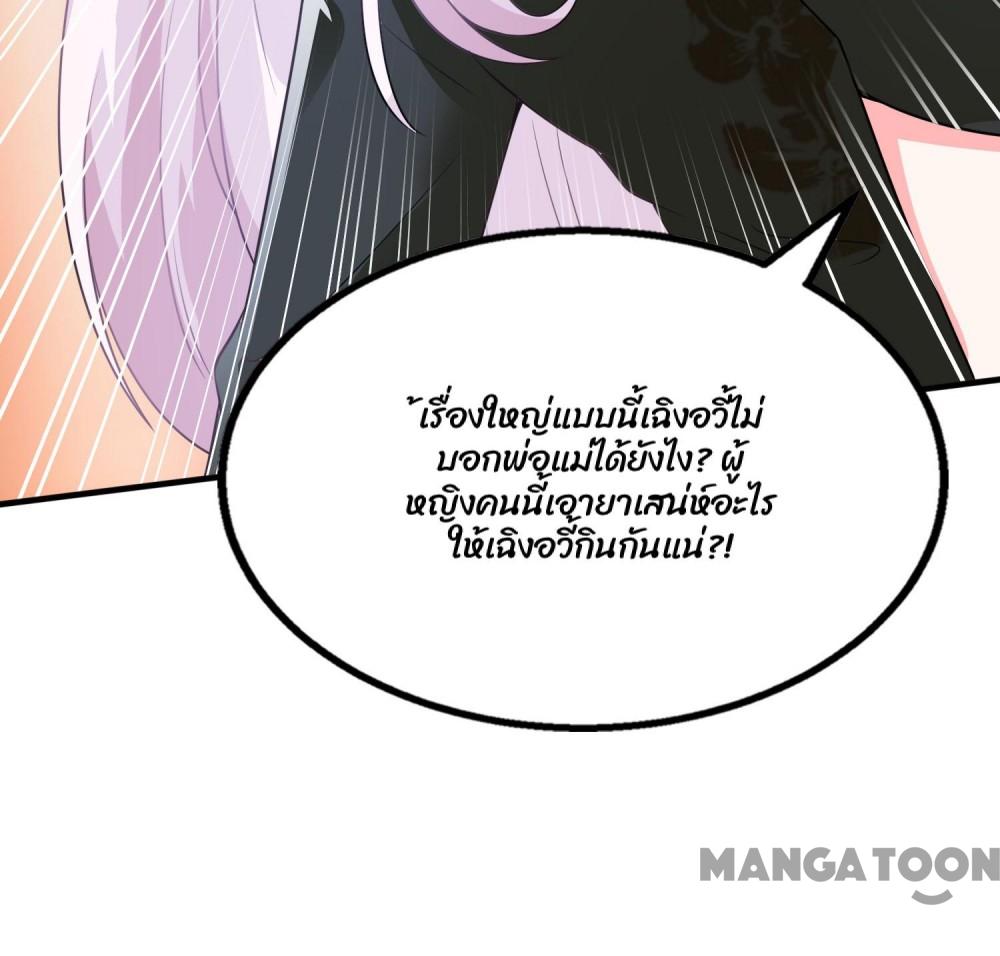 ้เรื่องใหญ่แบบนี้เฉิงอวี้ไม่
บอกพ่อแม่ได้ยังไง? ผู้
หญิงคนนี้เอายาเสน่ห์อะไร
ให้เฉิงอวี้กินกันแน่?!
MANGATOON